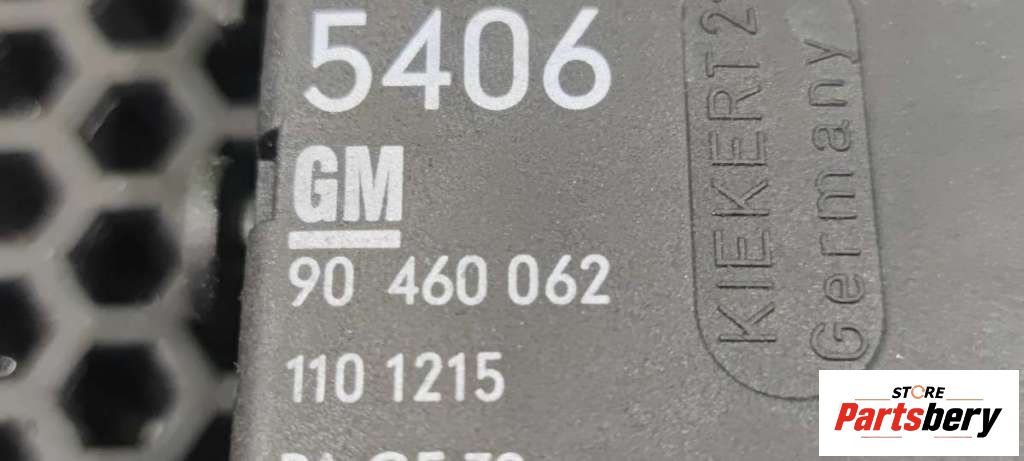 5406
GM
90 460 062
110 1215
KIEKERT
Germany
STORE
Partsbery